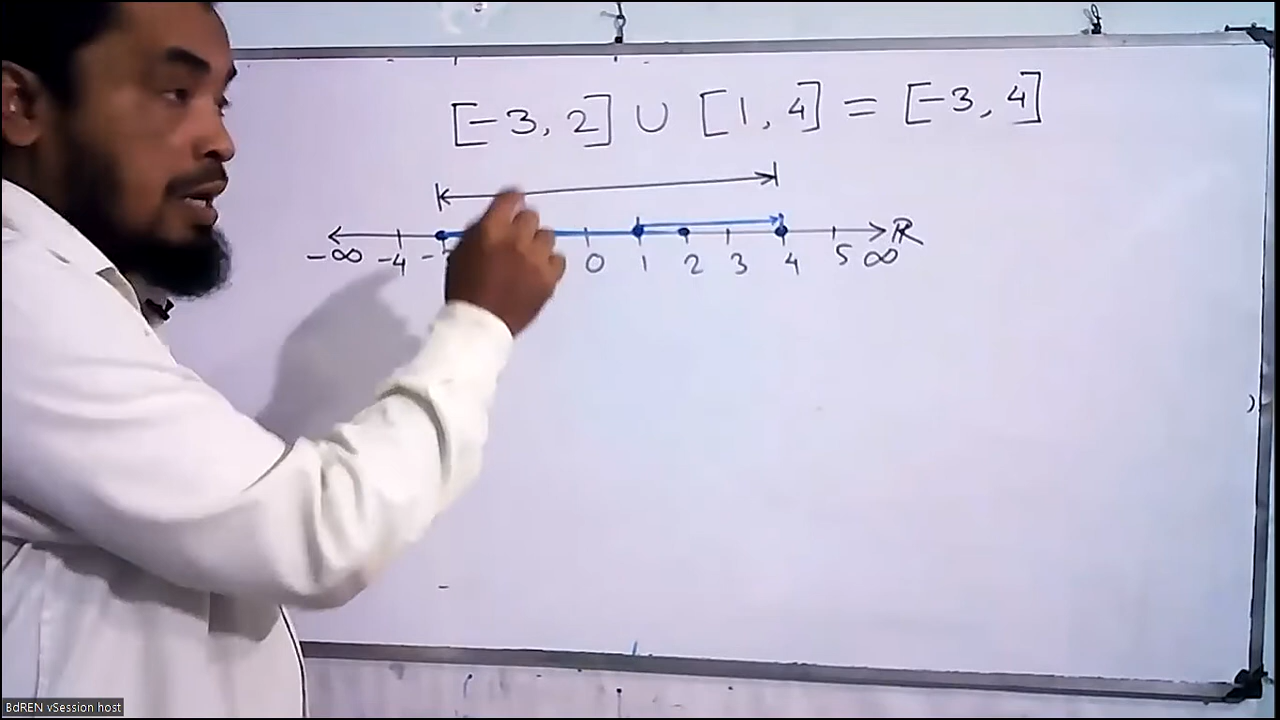 [-3, 2] ∪ [1, 4] = [-3, 4]
ℝ
-∞ -4 - 0 1 2 3 4 5 ∞
BdREN vSession host